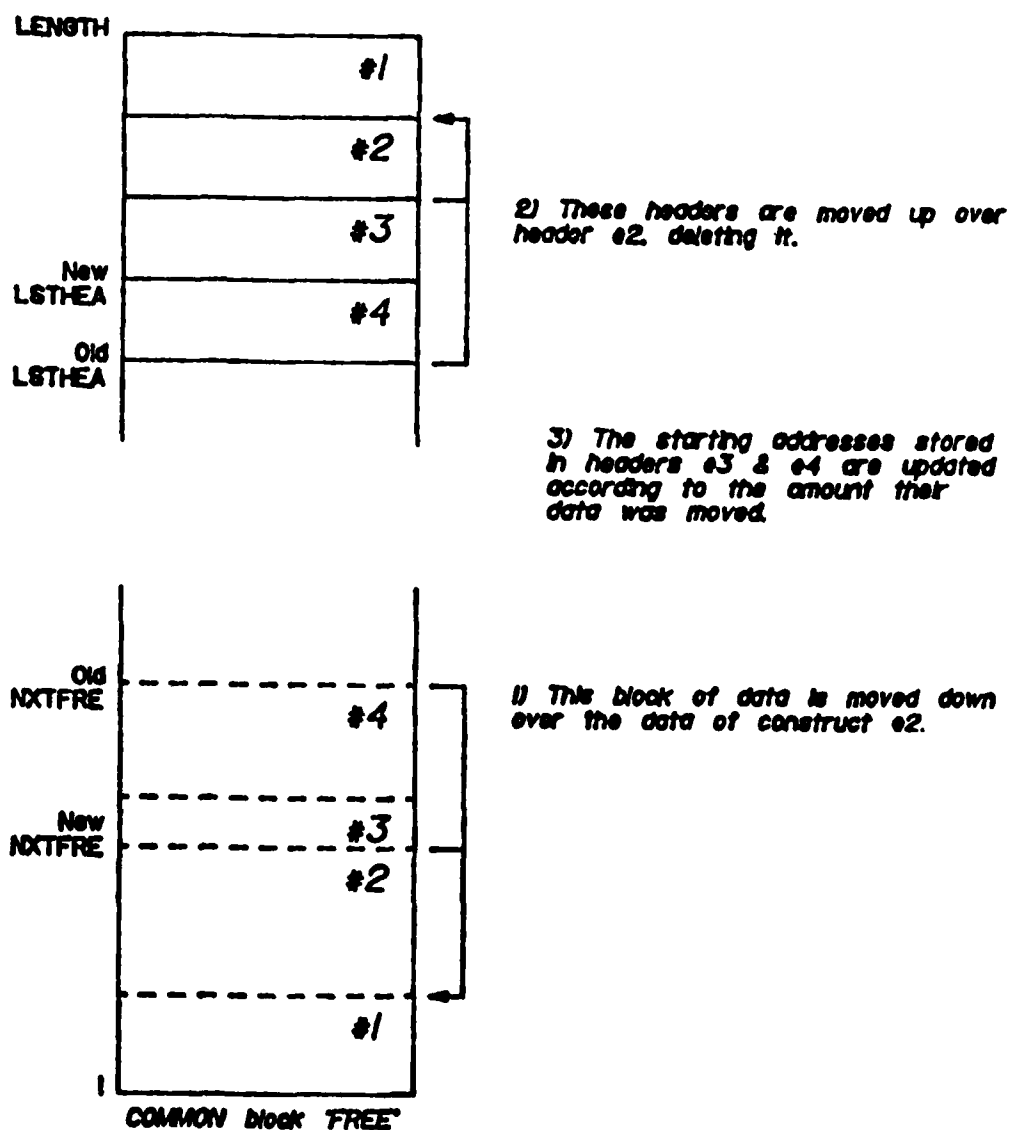 LENGTH
#1
#2
2) These headers are moved up over
header #2, deleting it.
#3
New
LSTHEA
#4
Old
LSTHEA
3) The starting addresses stored
in headers #3 & #4 are updated
according to the amount their
data was moved.
Old
NXTFRE
#4
1) This block of data is moved down
over the data of construct #2.
New
NXTFRE
#3
#2
#1
1
COMMON block "FREE"